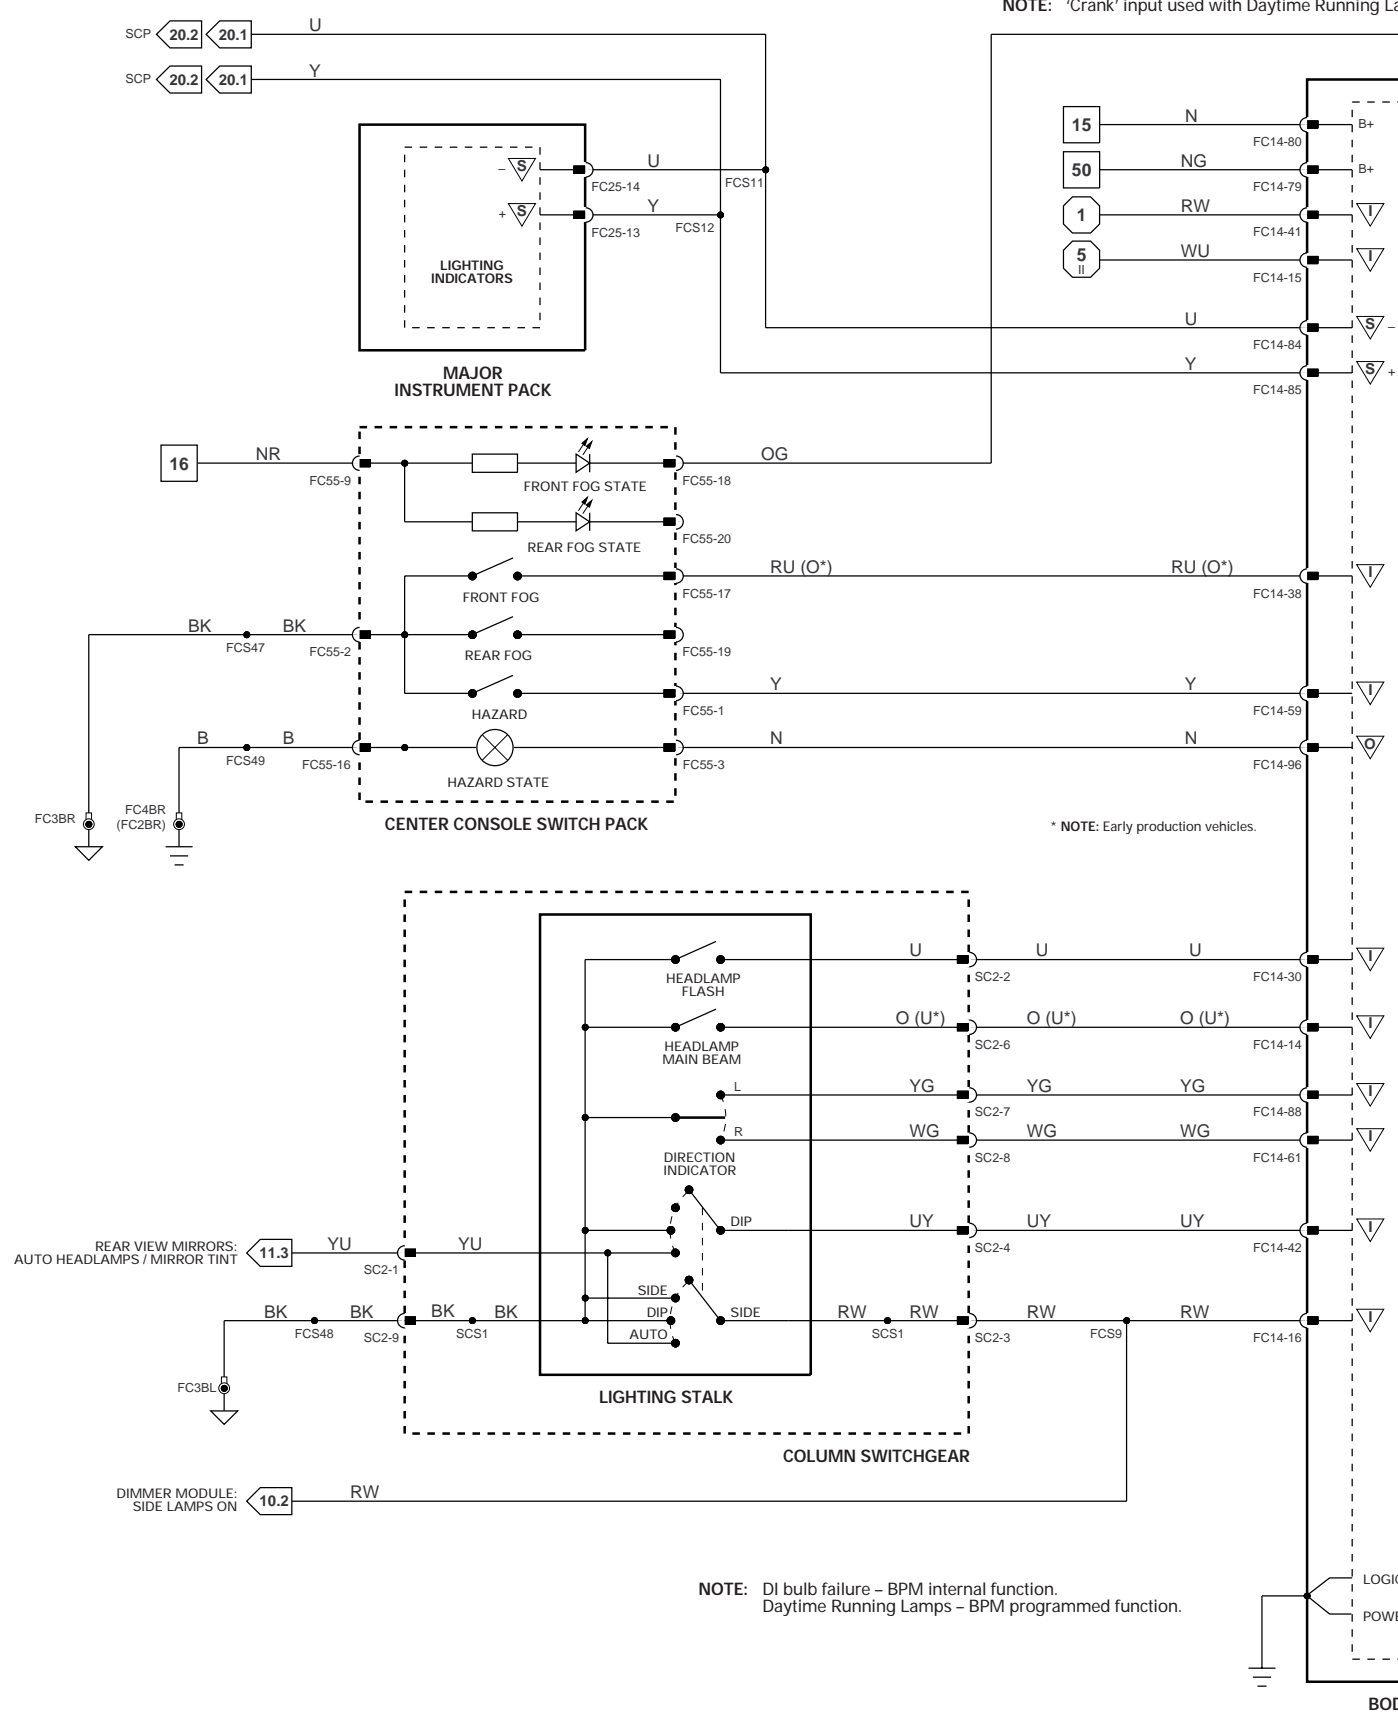 NOTE: 'Crank' input used with Daytime Running La
SCP 20.2 20.1 U
SCP 20.2 20.1 Y
15 N FC14-80 B+
50 NG FC14-79 B+
1 RW FC14-41 I
5 II WU FC14-15 I
– S FC25-14 U FCS11
+ S FC25-13 Y FCS12
LIGHTING
INDICATORS
MAJOR
INSTRUMENT PACK
U FC14-84 S –
Y FC14-85 S +
16 NR FC55-9 FC55-18 OG
FRONT FOG STATE
FC55-20
REAR FOG STATE
FC55-17 RU (O*) RU (O*) FC14-38 I
FRONT FOG
BK FCS47 BK FC55-2 FC55-19
REAR FOG
FC55-1 Y Y FC14-59 I
HAZARD
B FCS49 B FC55-16 FC55-3 N N FC14-96 O
HAZARD STATE
FC3BR
FC4BR
(FC2BR)
CENTER CONSOLE SWITCH PACK
* NOTE: Early production vehicles.
U SC2-2 U U FC14-30 I
HEADLAMP
FLASH
O (U*) SC2-6 O (U*) O (U*) FC14-14 I
HEADLAMP
MAIN BEAM
L YG SC2-7 YG YG FC14-88 I
R WG SC2-8 WG WG FC14-61 I
DIRECTION
INDICATOR
DIP UY SC2-4 UY UY FC14-42 I
REAR VIEW MIRRORS:
AUTO HEADLAMPS / MIRROR TINT
11.3 YU SC2-1 YU
SIDE
DIP
AUTO
BK FCS48 BK SC2-9 BK SCS1 BK
SIDE RW SCS1 RW SC2-3 RW FCS9 RW FC14-16 I
FC3BL
LIGHTING STALK
COLUMN SWITCHGEAR
DIMMER MODULE:
SIDE LAMPS ON
10.2 RW
NOTE: DI bulb failure – BPM internal function.
Daytime Running Lamps – BPM programmed function.
LOGIC
POWE
BOD